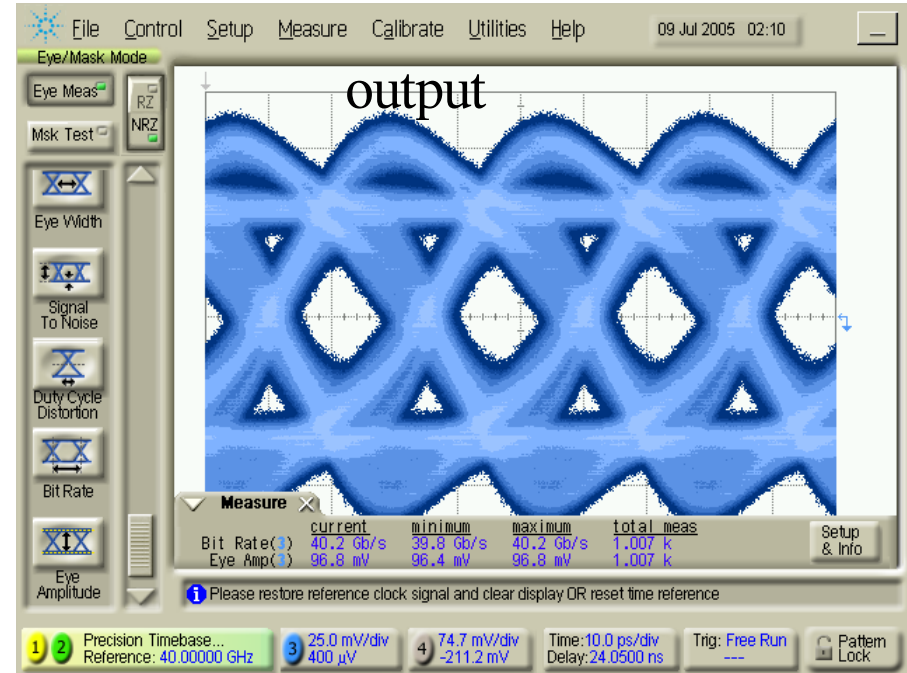 File Control Setup Measure Calibrate Utilities Help 09 Jul 2005 02:10
Eye/Mask Mode
Eye Meas
RZ
NRZ
Msk Test
output
Eye Width
Signal
To Noise
Duty Cycle
Distortion
Bit Rate
Eye
Amplitude
Measure
current minimum maximum total meas
Bit Rate(3) 40.2 Gb/s 39.8 Gb/s 40.2 Gb/s 1.007 k
Eye Amp(3) 96.8 mV 96.4 mV 96.8 mV 1.007 k
Setup
& Info
Please restore reference clock signal and clear display OR reset time reference
1 2 Precision Timebase...
Reference: 40.00000 GHz
3 25.0 mV/div
400 µV
4 74.7 mV/div
-211.2 mV
Time:10.0 ps/div
Delay:24.0500 ns
Trig: Free Run
---
Pattern
Lock